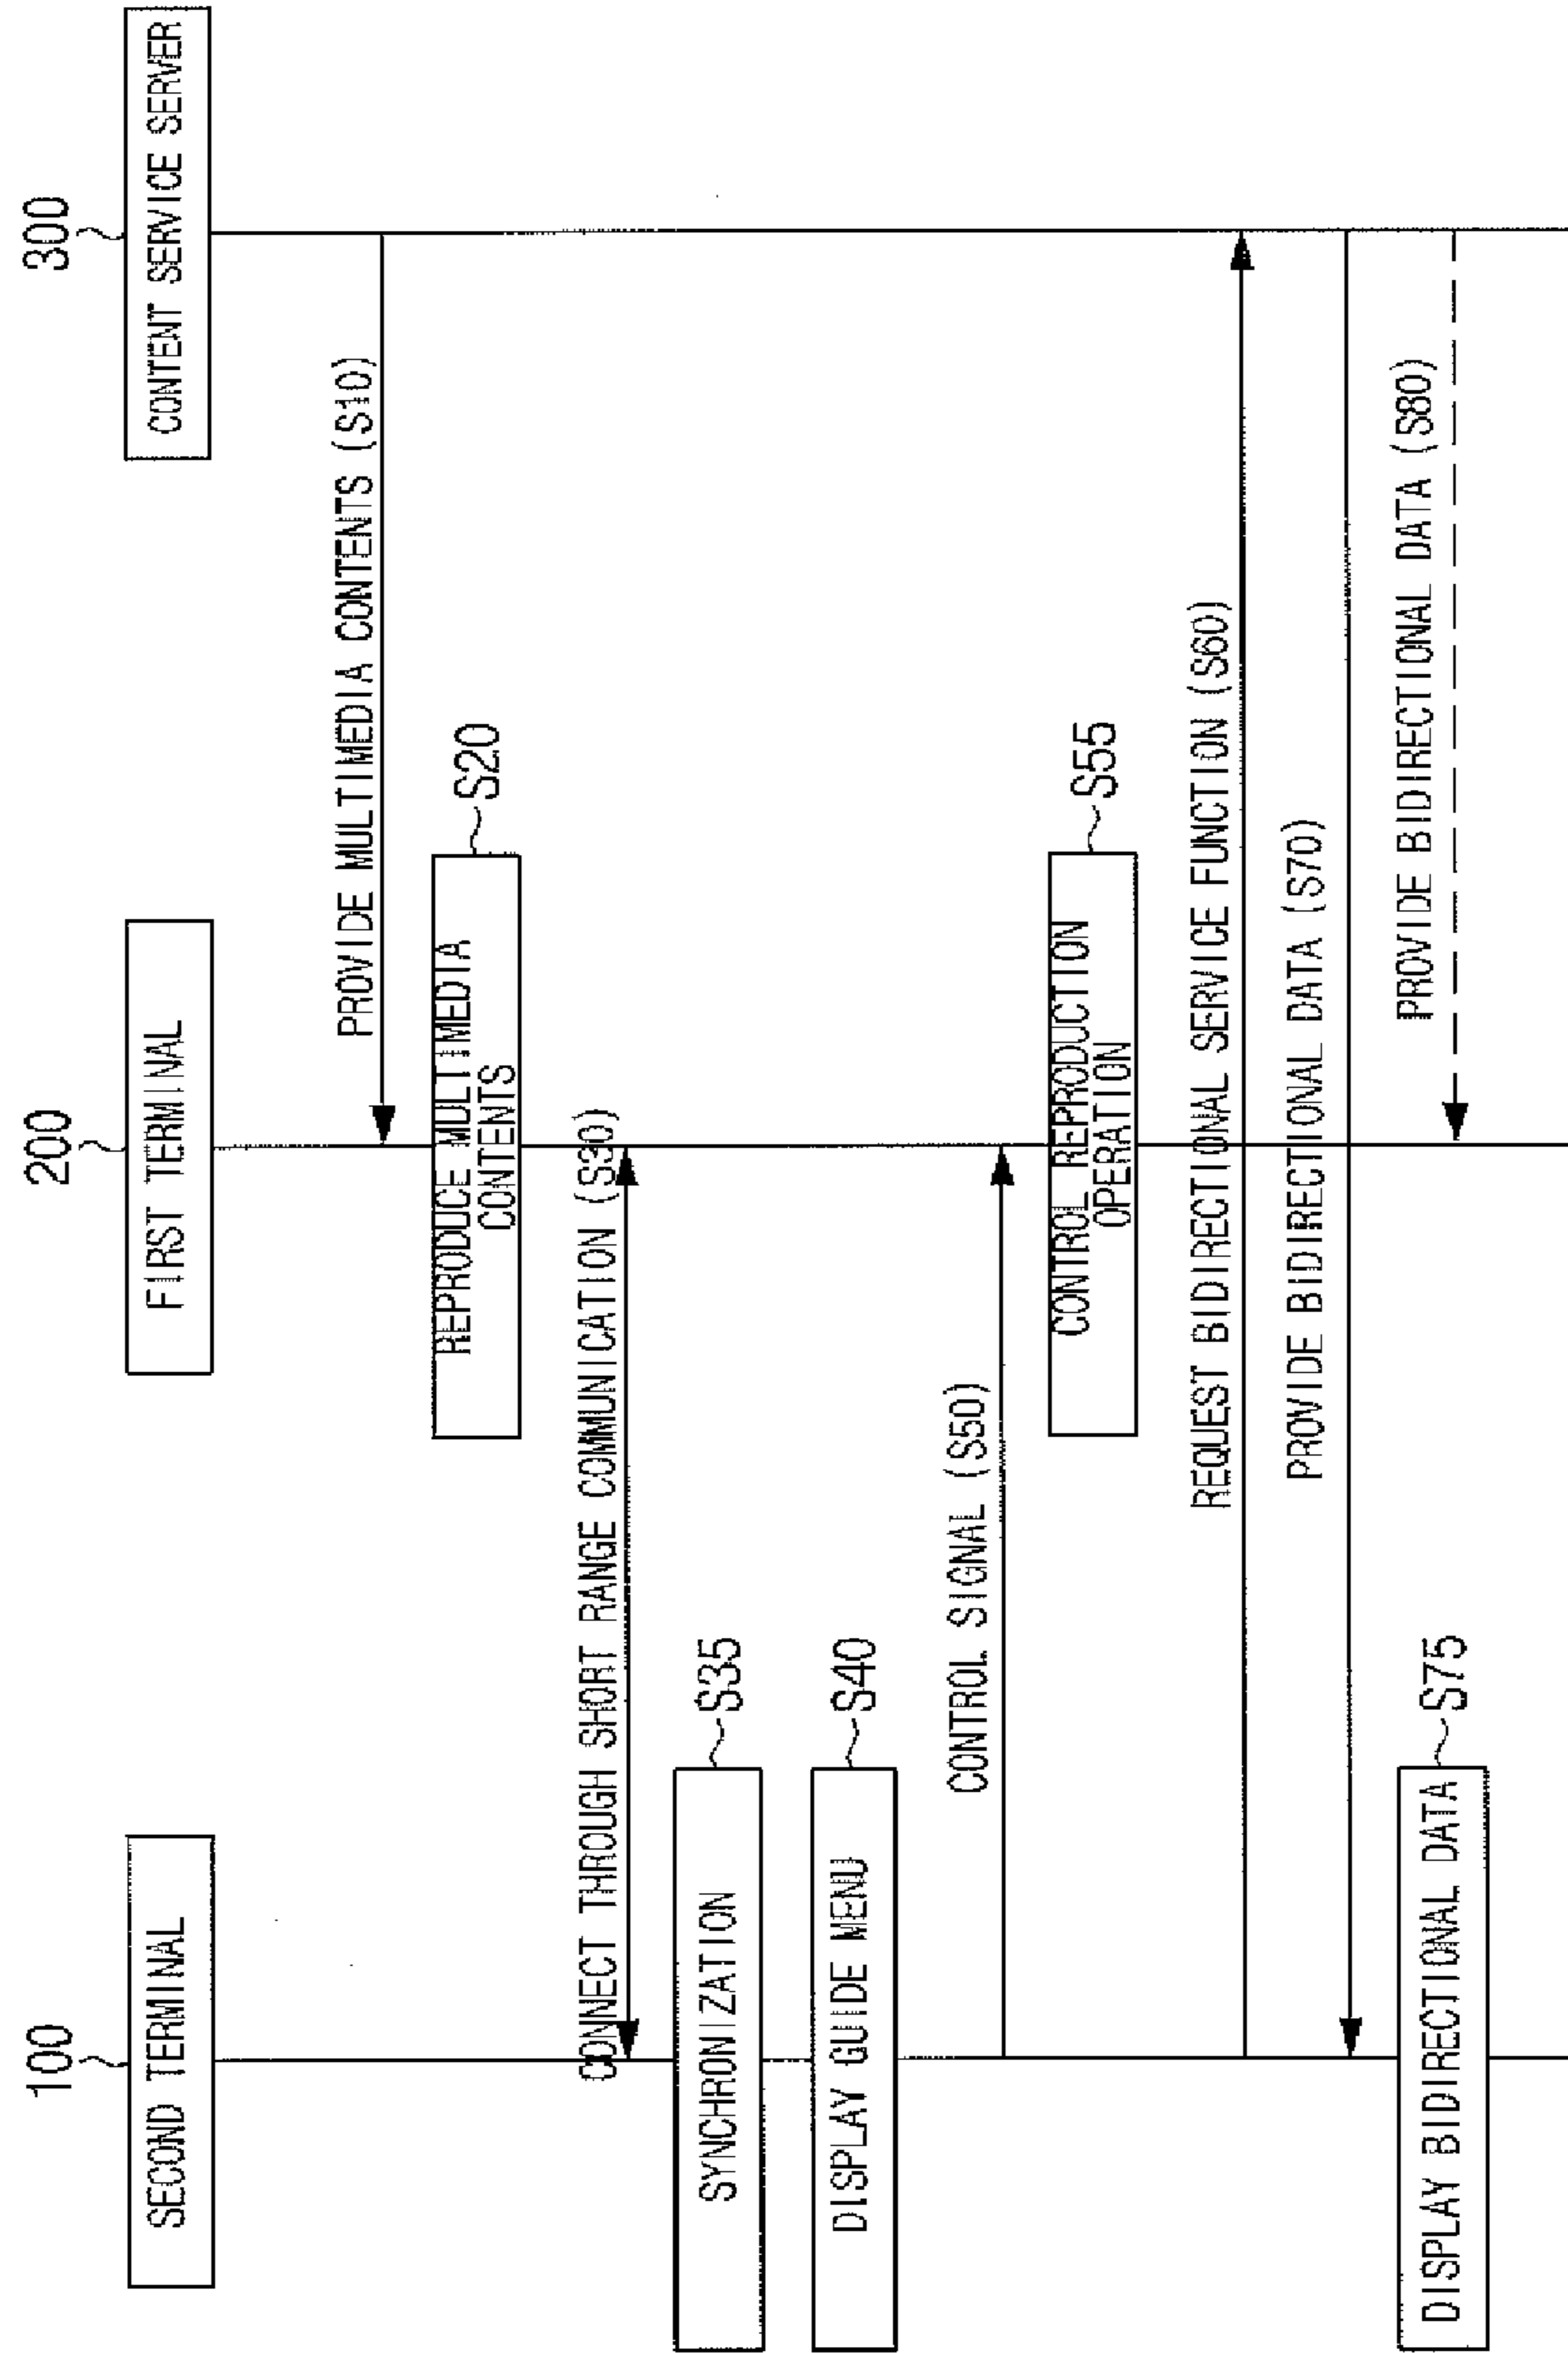 100
200
300
SECOND TERMINAL
FIRST TERMINAL
CONTENT SERVICE SERVER
PROVIDE MULTIMEDIA CONTENTS (S10)
REPRODUCE MULTIMEDIA
CONTENTS
S20
CONNECT THROUGH SHORT RANGE COMMUNICATION (S30)
SYNCHRONIZATION
S35
DISPLAY GUIDE MENU
S40
CONTROL SIGNAL (S50)
CONTROL REPRODUCTION
OPERATION
S55
REQUEST BIDIRECTIONAL SERVICE FUNCTION (S60)
PROVIDE BIDIRECTIONAL DATA (S70)
DISPLAY BIDIRECTIONAL DATA
S75
PROVIDE BIDIRECTIONAL DATA (S80)